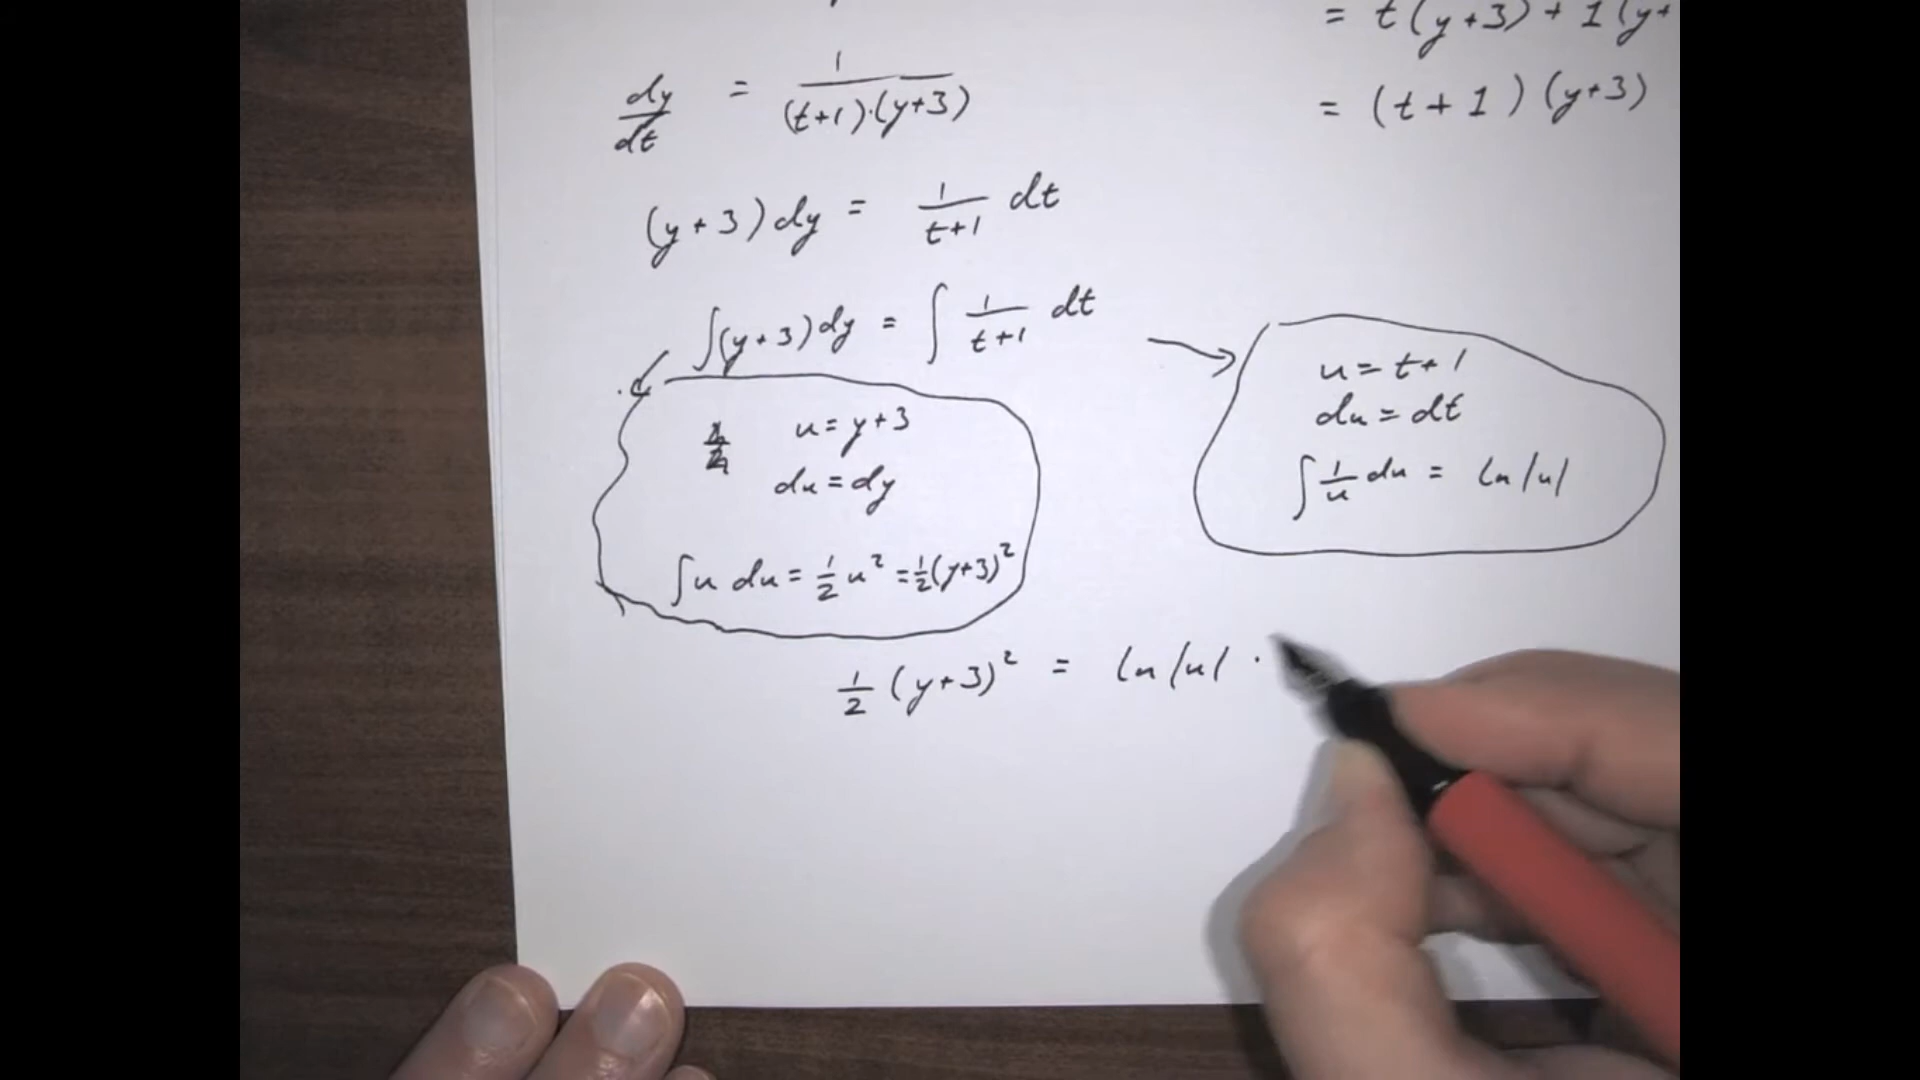 = t(y+3) + 1(y+
dy/dt = 1/((t+1)·(y+3))
= (t+1)(y+3)
(y+3)dy = 1/(t+1) dt
∫(y+3)dy = ∫ 1/(t+1) dt
u = y+3
du = dy
∫u du = 1/2 u² = 1/2(y+3)²
u = t+1
du = dt
∫ 1/u du = ln|u|
1/2 (y+3)² = ln|u|